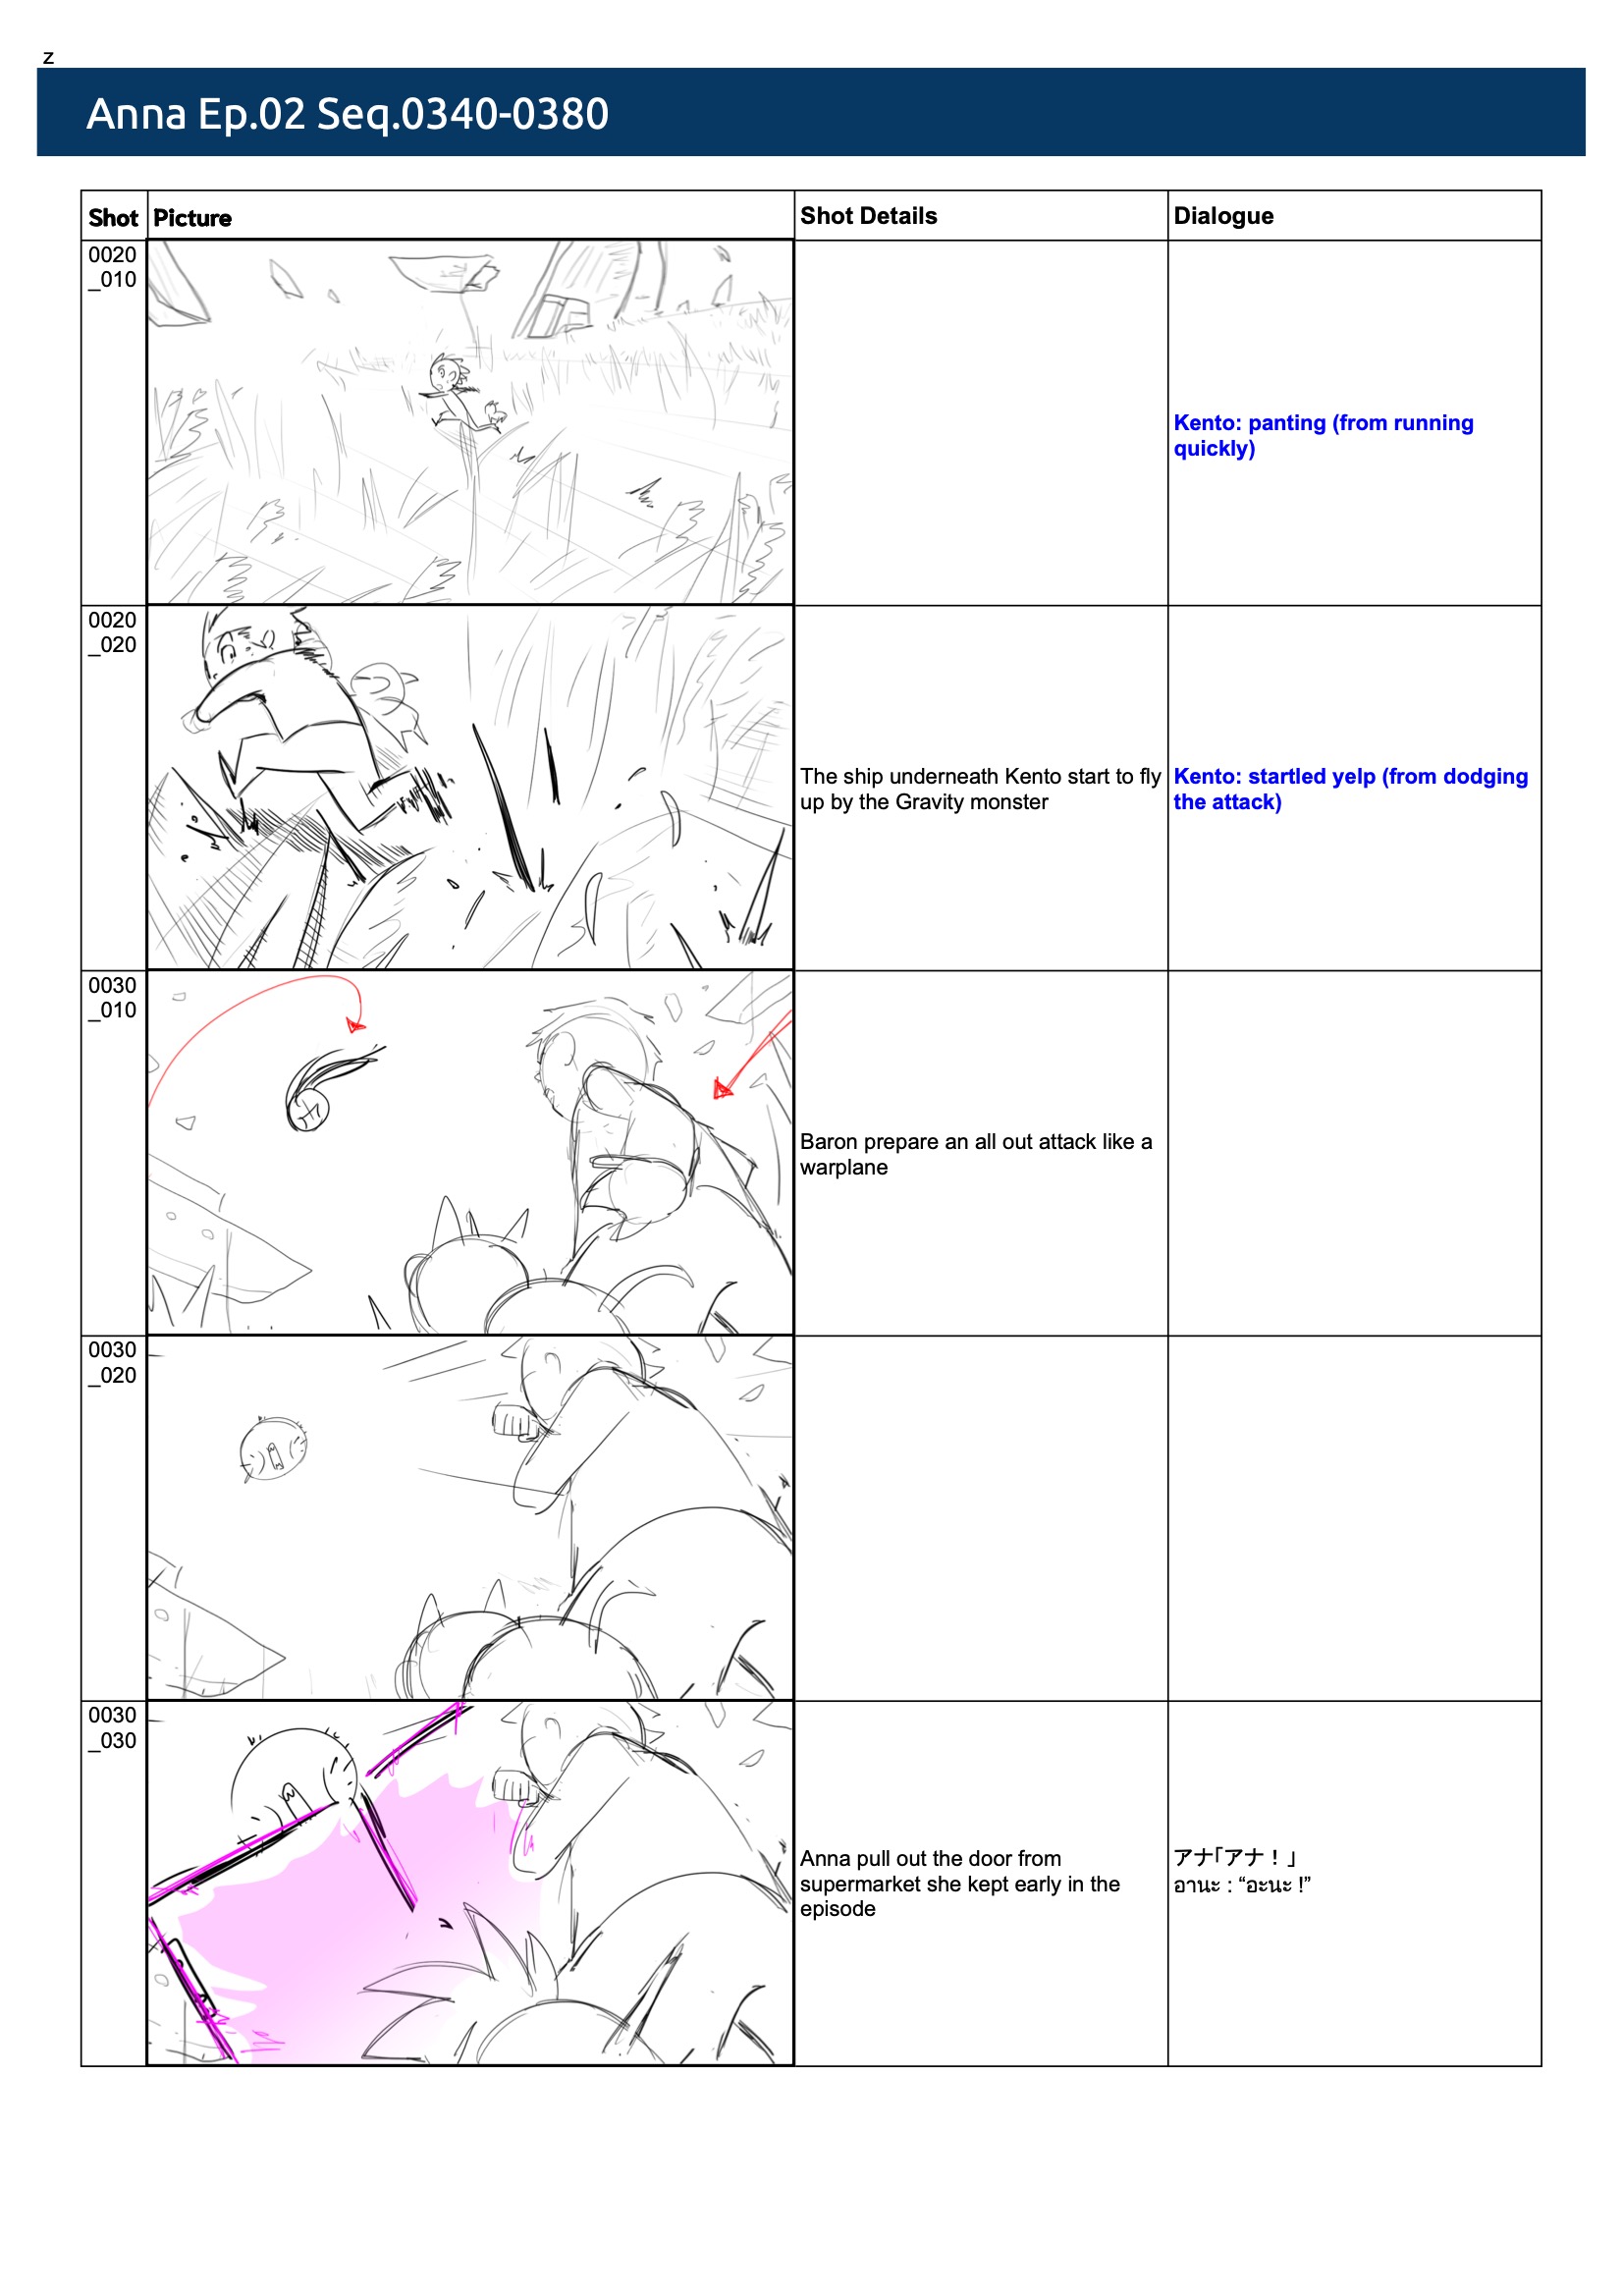 z
Anna Ep.02 Seq.0340-0380
Shot Picture Shot Details Dialogue
0020
_010
Kento: panting (from running
quickly)
0020
_020
The ship underneath Kento start to fly
up by the Gravity monster
Kento: startled yelp (from dodging
the attack)
0030
_010
Baron prepare an all out attack like a
warplane
0030
_020
0030
_030
Anna pull out the door from
supermarket she kept early in the
episode
アナ「アナ！」
อานะ : “อะนะ !”